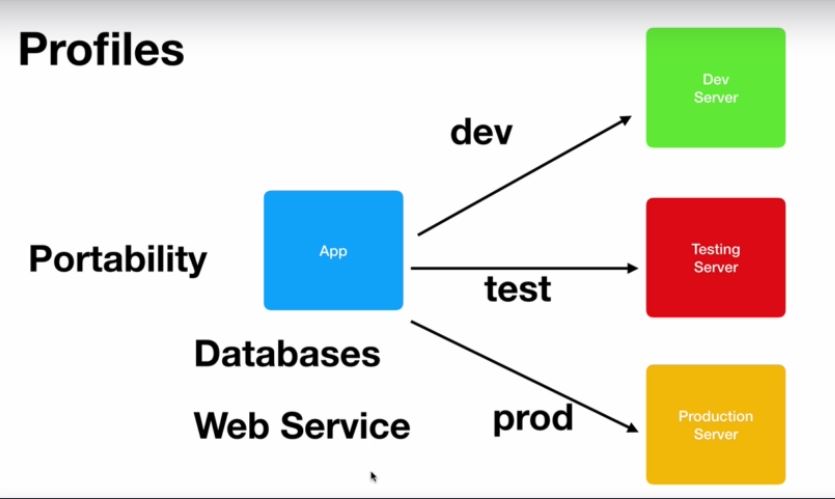 Profiles
Dev
Server
dev
App
Portability
Testing
Server
test
Databases
Web Service
prod
Production
Server